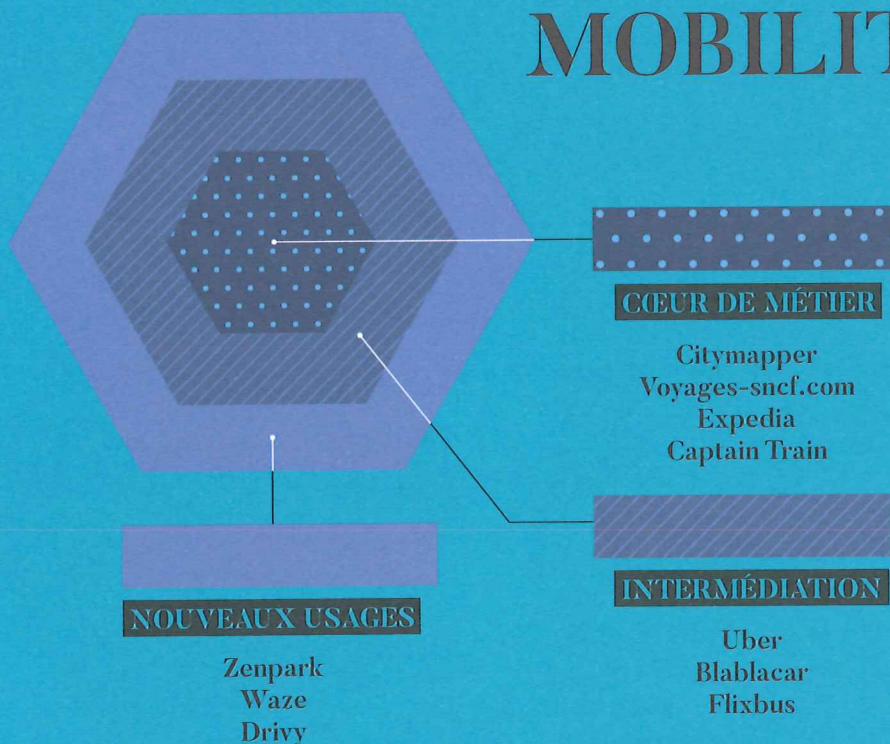 MOBILIT
CŒUR DE MÉTIER
Citymapper
Voyages-sncf.com
Expedia
Captain Train
INTERMÉDIATION
Uber
Blablacar
Flixbus
NOUVEAUX USAGES
Zenpark
Waze
Drivy